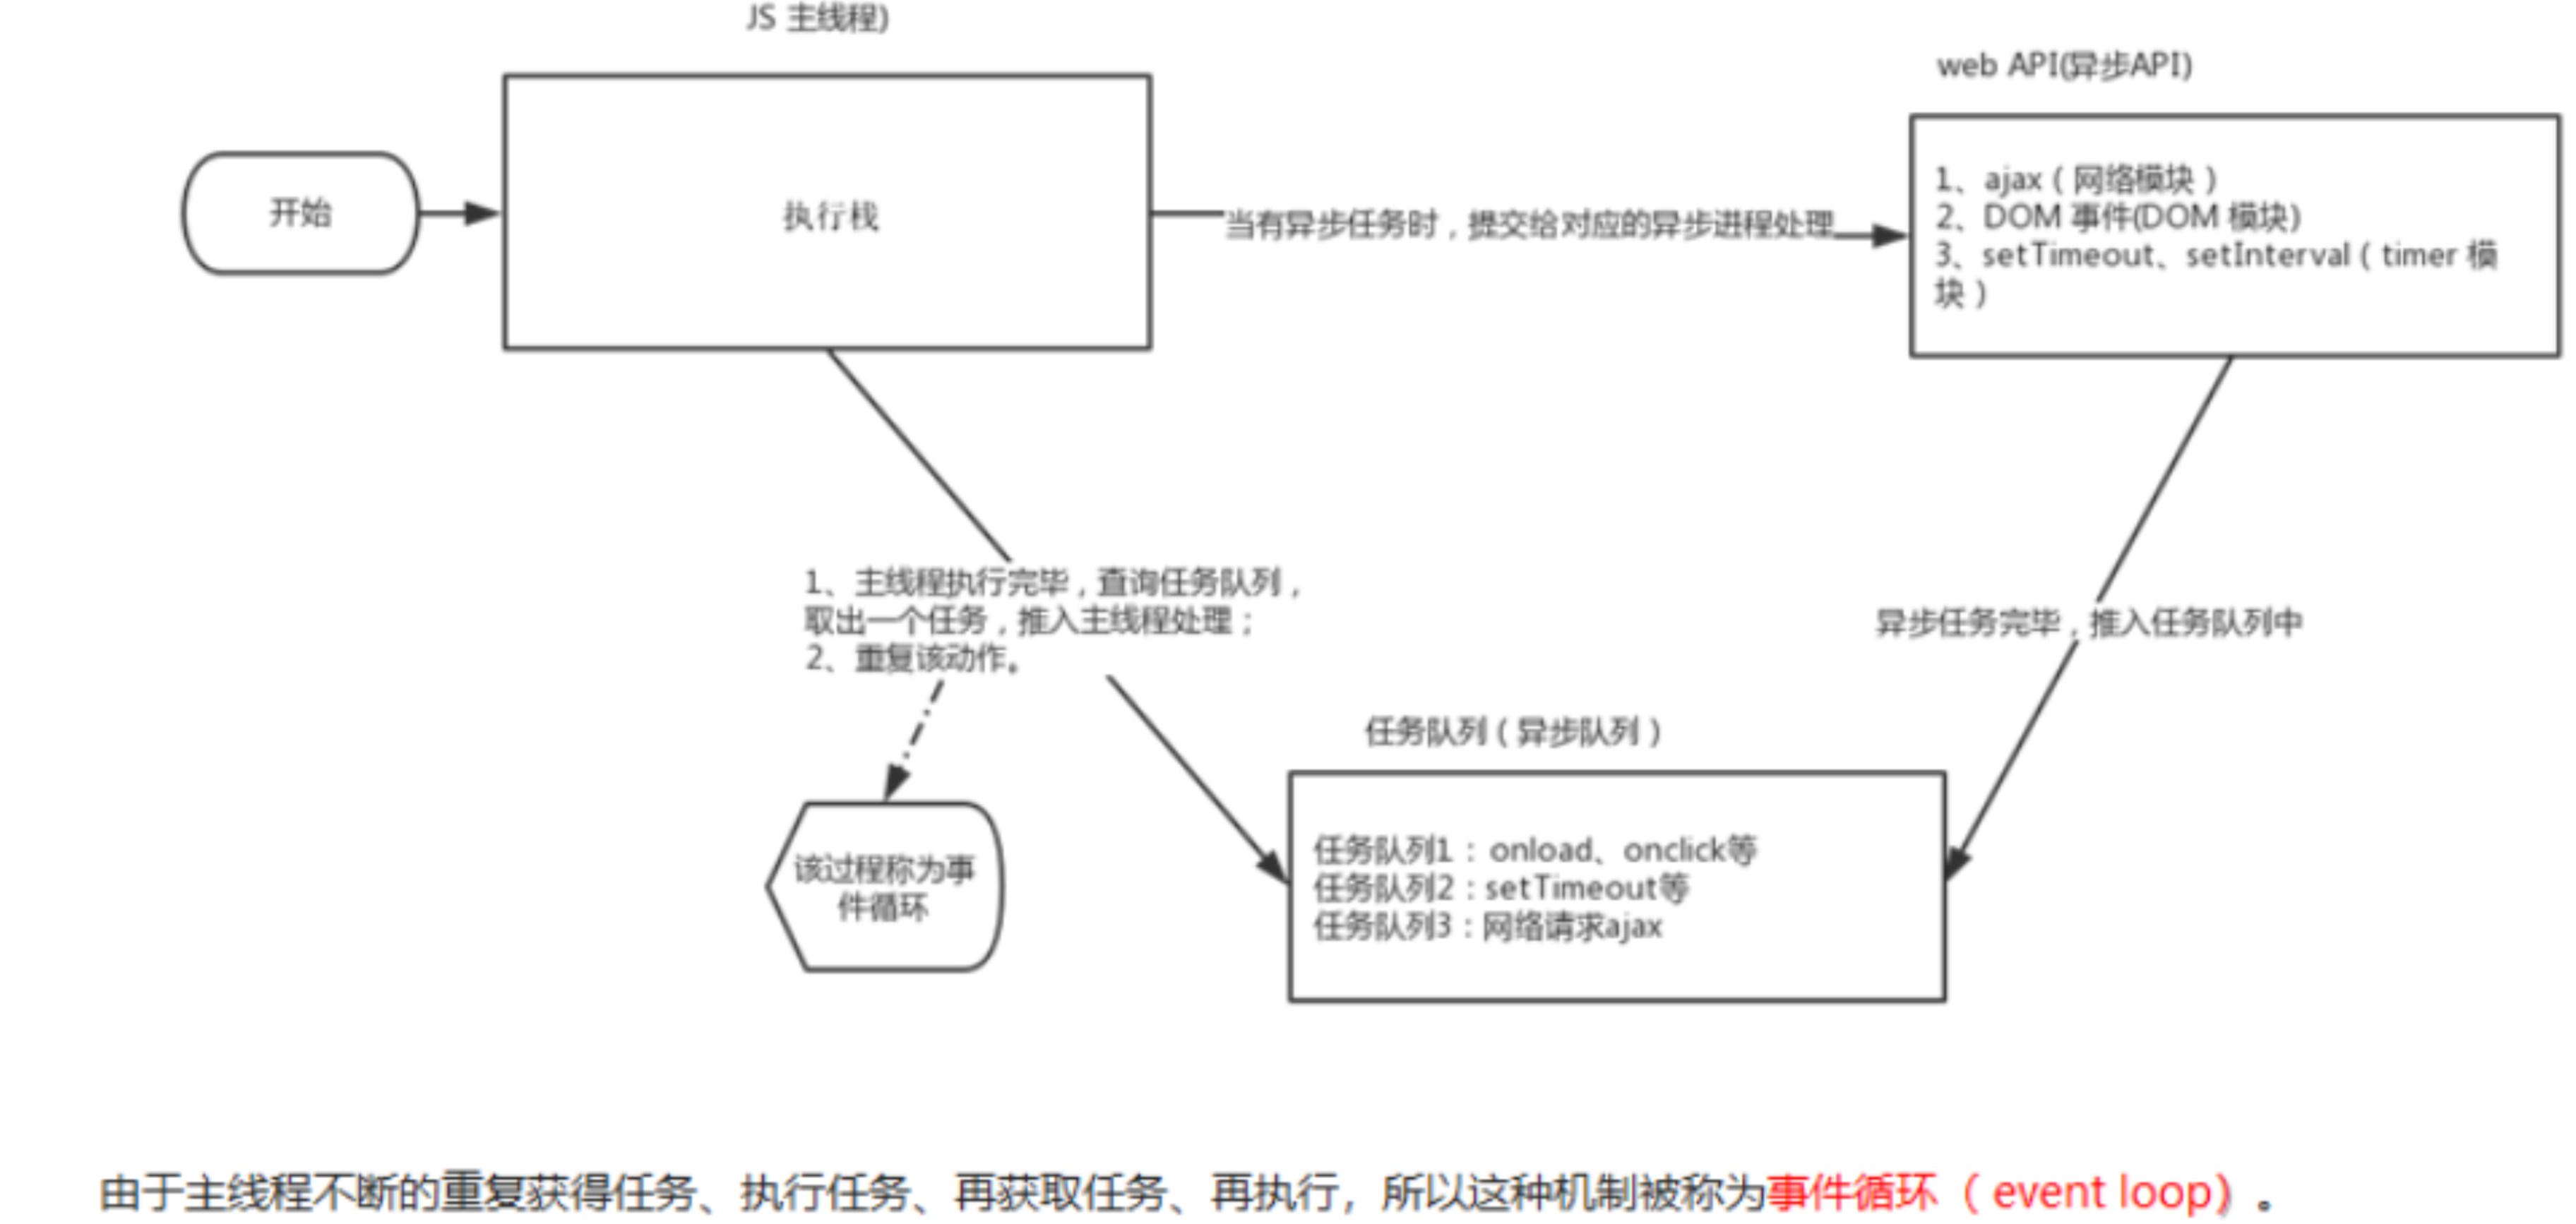 JS 主线程)
web API(异步API)
开始
执行栈
当有异步任务时，提交给对应的异步进程处理
1、ajax（网络模块）
2、DOM 事件(DOM 模块)
3、setTimeout、setInterval（timer 模
块）
1、主线程执行完毕，查询任务队列，
取出一个任务，推入主线程处理；
2、重复该动作。
异步任务完毕，推入任务队列中
任务队列（异步队列）
该过程称为事
件循环
任务队列1：onload、onclick等
任务队列2：setTimeout等
任务队列3：网络请求ajax
由于主线程不断的重复获得任务、执行任务、再获取任务、再执行，所以这种机制被称为事件循环（event loop）。